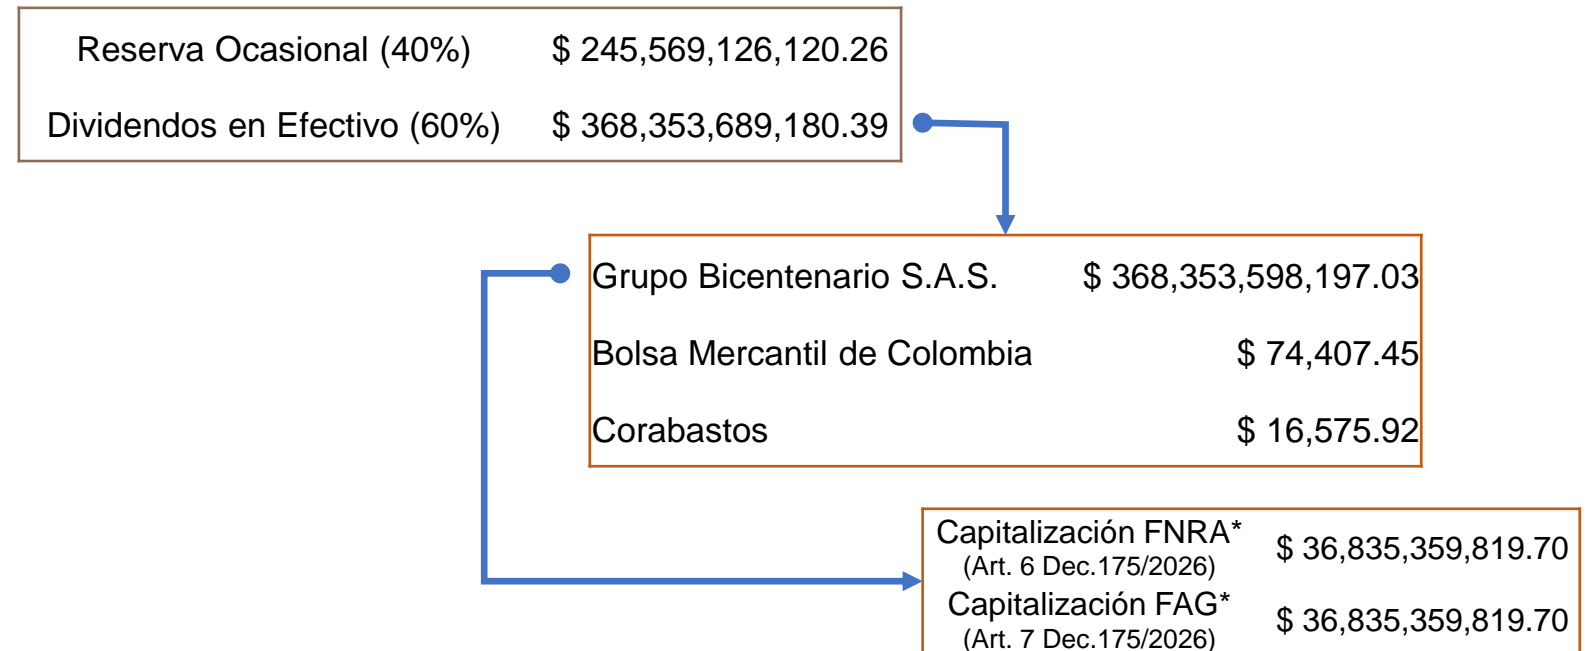 Reserva Ocasional (40%) $ 245,569,126,120.26
Dividendos en Efectivo (60%) $ 368,353,689,180.39
Grupo Bicentenario S.A.S. $ 368,353,598,197.03
Bolsa Mercantil de Colombia $ 74,407.45
Corabastos $ 16,575.92
Capitalización FNRA* $ 36,835,359,819.70
(Art. 6 Dec.175/2026)
Capitalización FAG* $ 36,835,359,819.70
(Art. 7 Dec.175/2026)